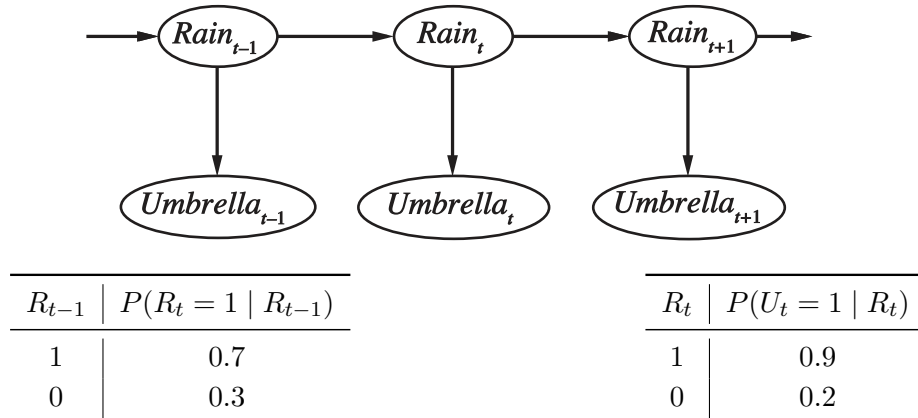 Rain_{t–1} Rain_t Rain_{t+1}
Umbrella_{t–1} Umbrella_t Umbrella_{t+1}
R_{t−1} P(R_t = 1 | R_{t−1})
1 0.7
0 0.3
R_t P(U_t = 1 | R_t)
1 0.9
0 0.2